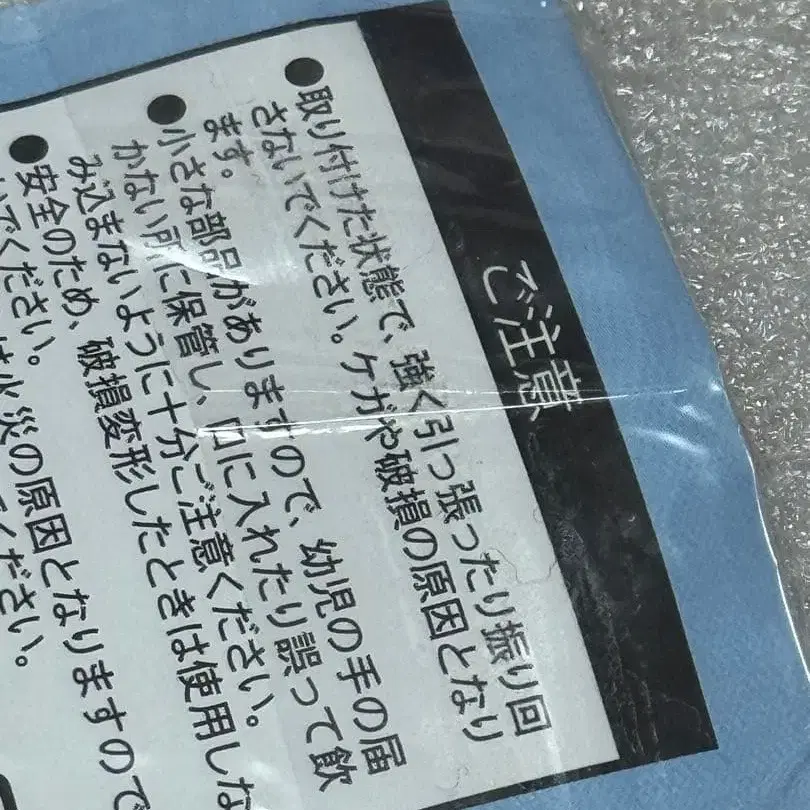 ご注意
●取り付けた状態で、強く引っ張ったり振り回
さないでください。ケガや破損の原因となり
ます。
●小さな部品がありますので、幼児の手の届
かない所に保管し、口に入れたり誤って飲
み込まないように十分ご注意ください。
●安全のため、破損変形したときは使用しな
いでください。
火災の原因となりますので
ください。